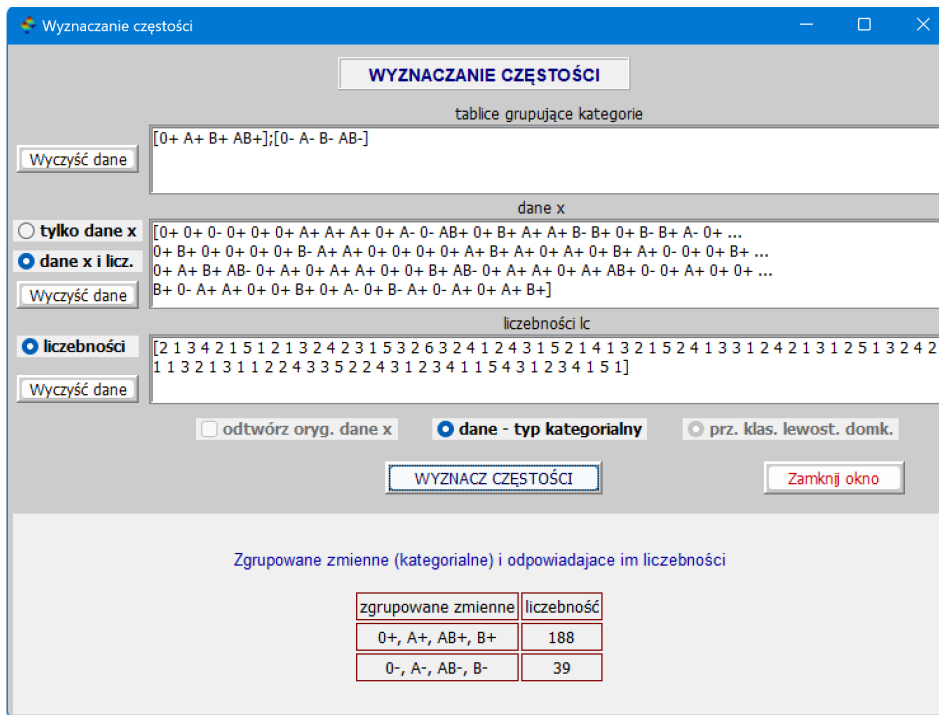 Wyznaczanie częstości
WYZNACZANIE CZĘSTOŚCI
tablice grupujące kategorie
Wyczyść dane
[0+ A+ B+ AB+];[0- A- B- AB-]
dane x
tylko dane x
dane x i licz.
Wyczyść dane
[0+ 0+ 0- 0+ 0+ 0+ A+ A+ A+ 0+ A- 0- AB+ 0+ B+ A+ A+ B- B+ 0+ B- B+ A- 0+ ...
0+ B+ 0+ 0+ 0+ 0+ B- A+ A+ 0+ 0+ 0+ 0+ A+ B+ A+ 0+ A+ 0+ B+ A+ 0- 0+ 0+ B+ ...
0+ A+ B+ AB- 0+ A+ 0+ A+ A+ 0+ 0+ B+ AB- 0+ A+ A+ 0+ A+ AB+ 0- 0+ A+ 0+ 0+ ...
B+ 0- A+ A+ 0+ 0+ B+ 0+ A- 0+ B- A+ 0- A+ 0+ A+ B+]
liczebności lc
liczebności
Wyczyść dane
[2 1 3 4 2 1 5 1 2 1 3 2 4 2 3 1 5 3 2 6 3 2 4 1 2 4 3 1 5 2 1 4 1 3 2 1 5 2 4 1 3 3 1 2 4 2 1 3 1 2 5 1 3 2 4 2
1 1 3 2 1 3 1 1 2 2 4 3 3 5 2 2 4 3 1 2 3 4 1 1 5 4 3 1 2 3 4 1 5 1]
odtwórz oryg. dane x
dane - typ kategorialny
prz. klas. lewost. domk.
WYZNACZ CZĘSTOŚCI
Zamknij okno
Zgrupowane zmienne (kategorialne) i odpowiadajace im liczebności
zgrupowane zmienne liczebność
0+, A+, AB+, B+ 188
0-, A-, AB-, B- 39